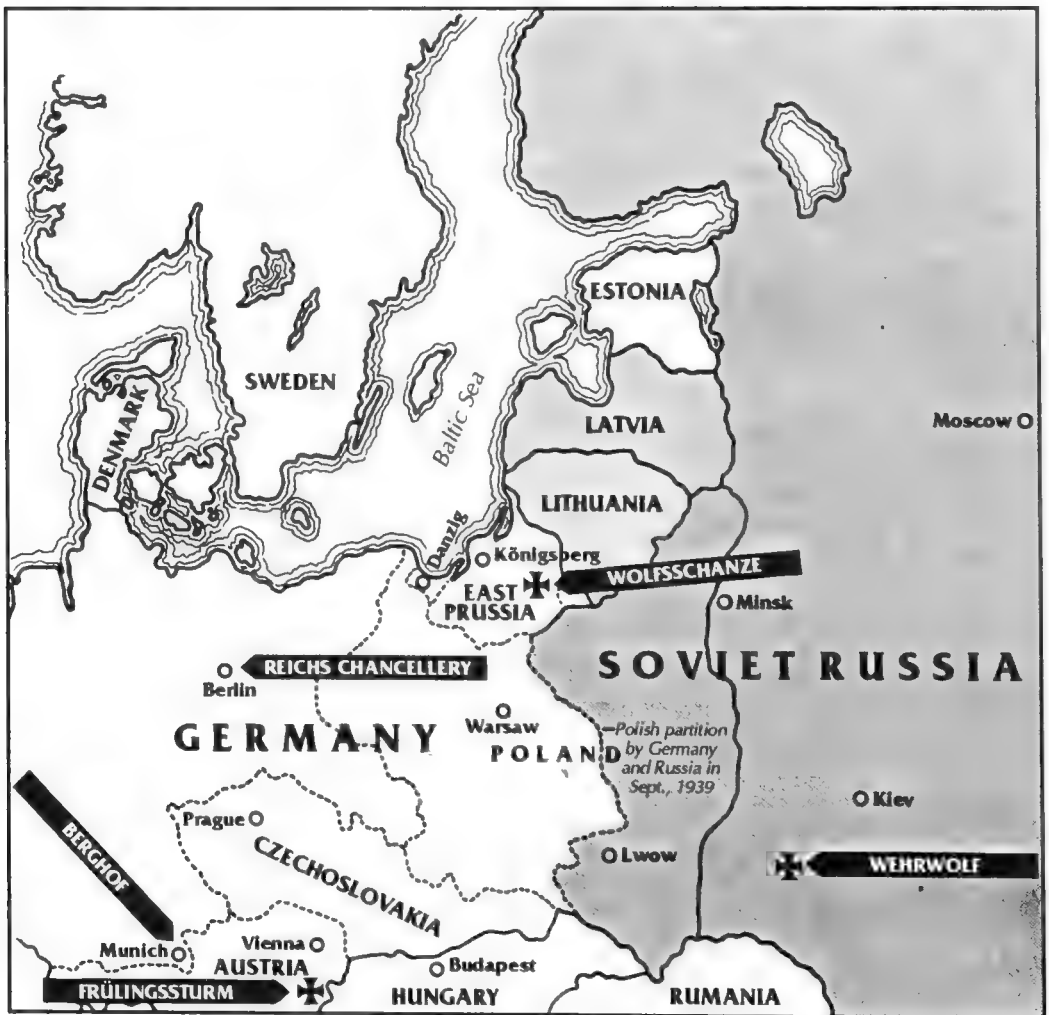 ESTONIA
SWEDEN
Baltic Sea
DENMARK
LATVIA
Moscow
LITHUANIA
Danzig
Königsberg
WOLFSSCHANZE
EAST
PRUSSIA
Minsk
REICHS CHANCELLERY
Berlin
SOVIET RUSSIA
Warsaw
GERMANY
POLAND
Polish partition
by Germany
and Russia in
Sept., 1939
Kiev
Prague
BERGHOF
CZECHOSLOVAKIA
Lwow
WEHRWOLF
Munich
Vienna
AUSTRIA
Budapest
FRÜLINGSSTURM
HUNGARY
RUMANIA